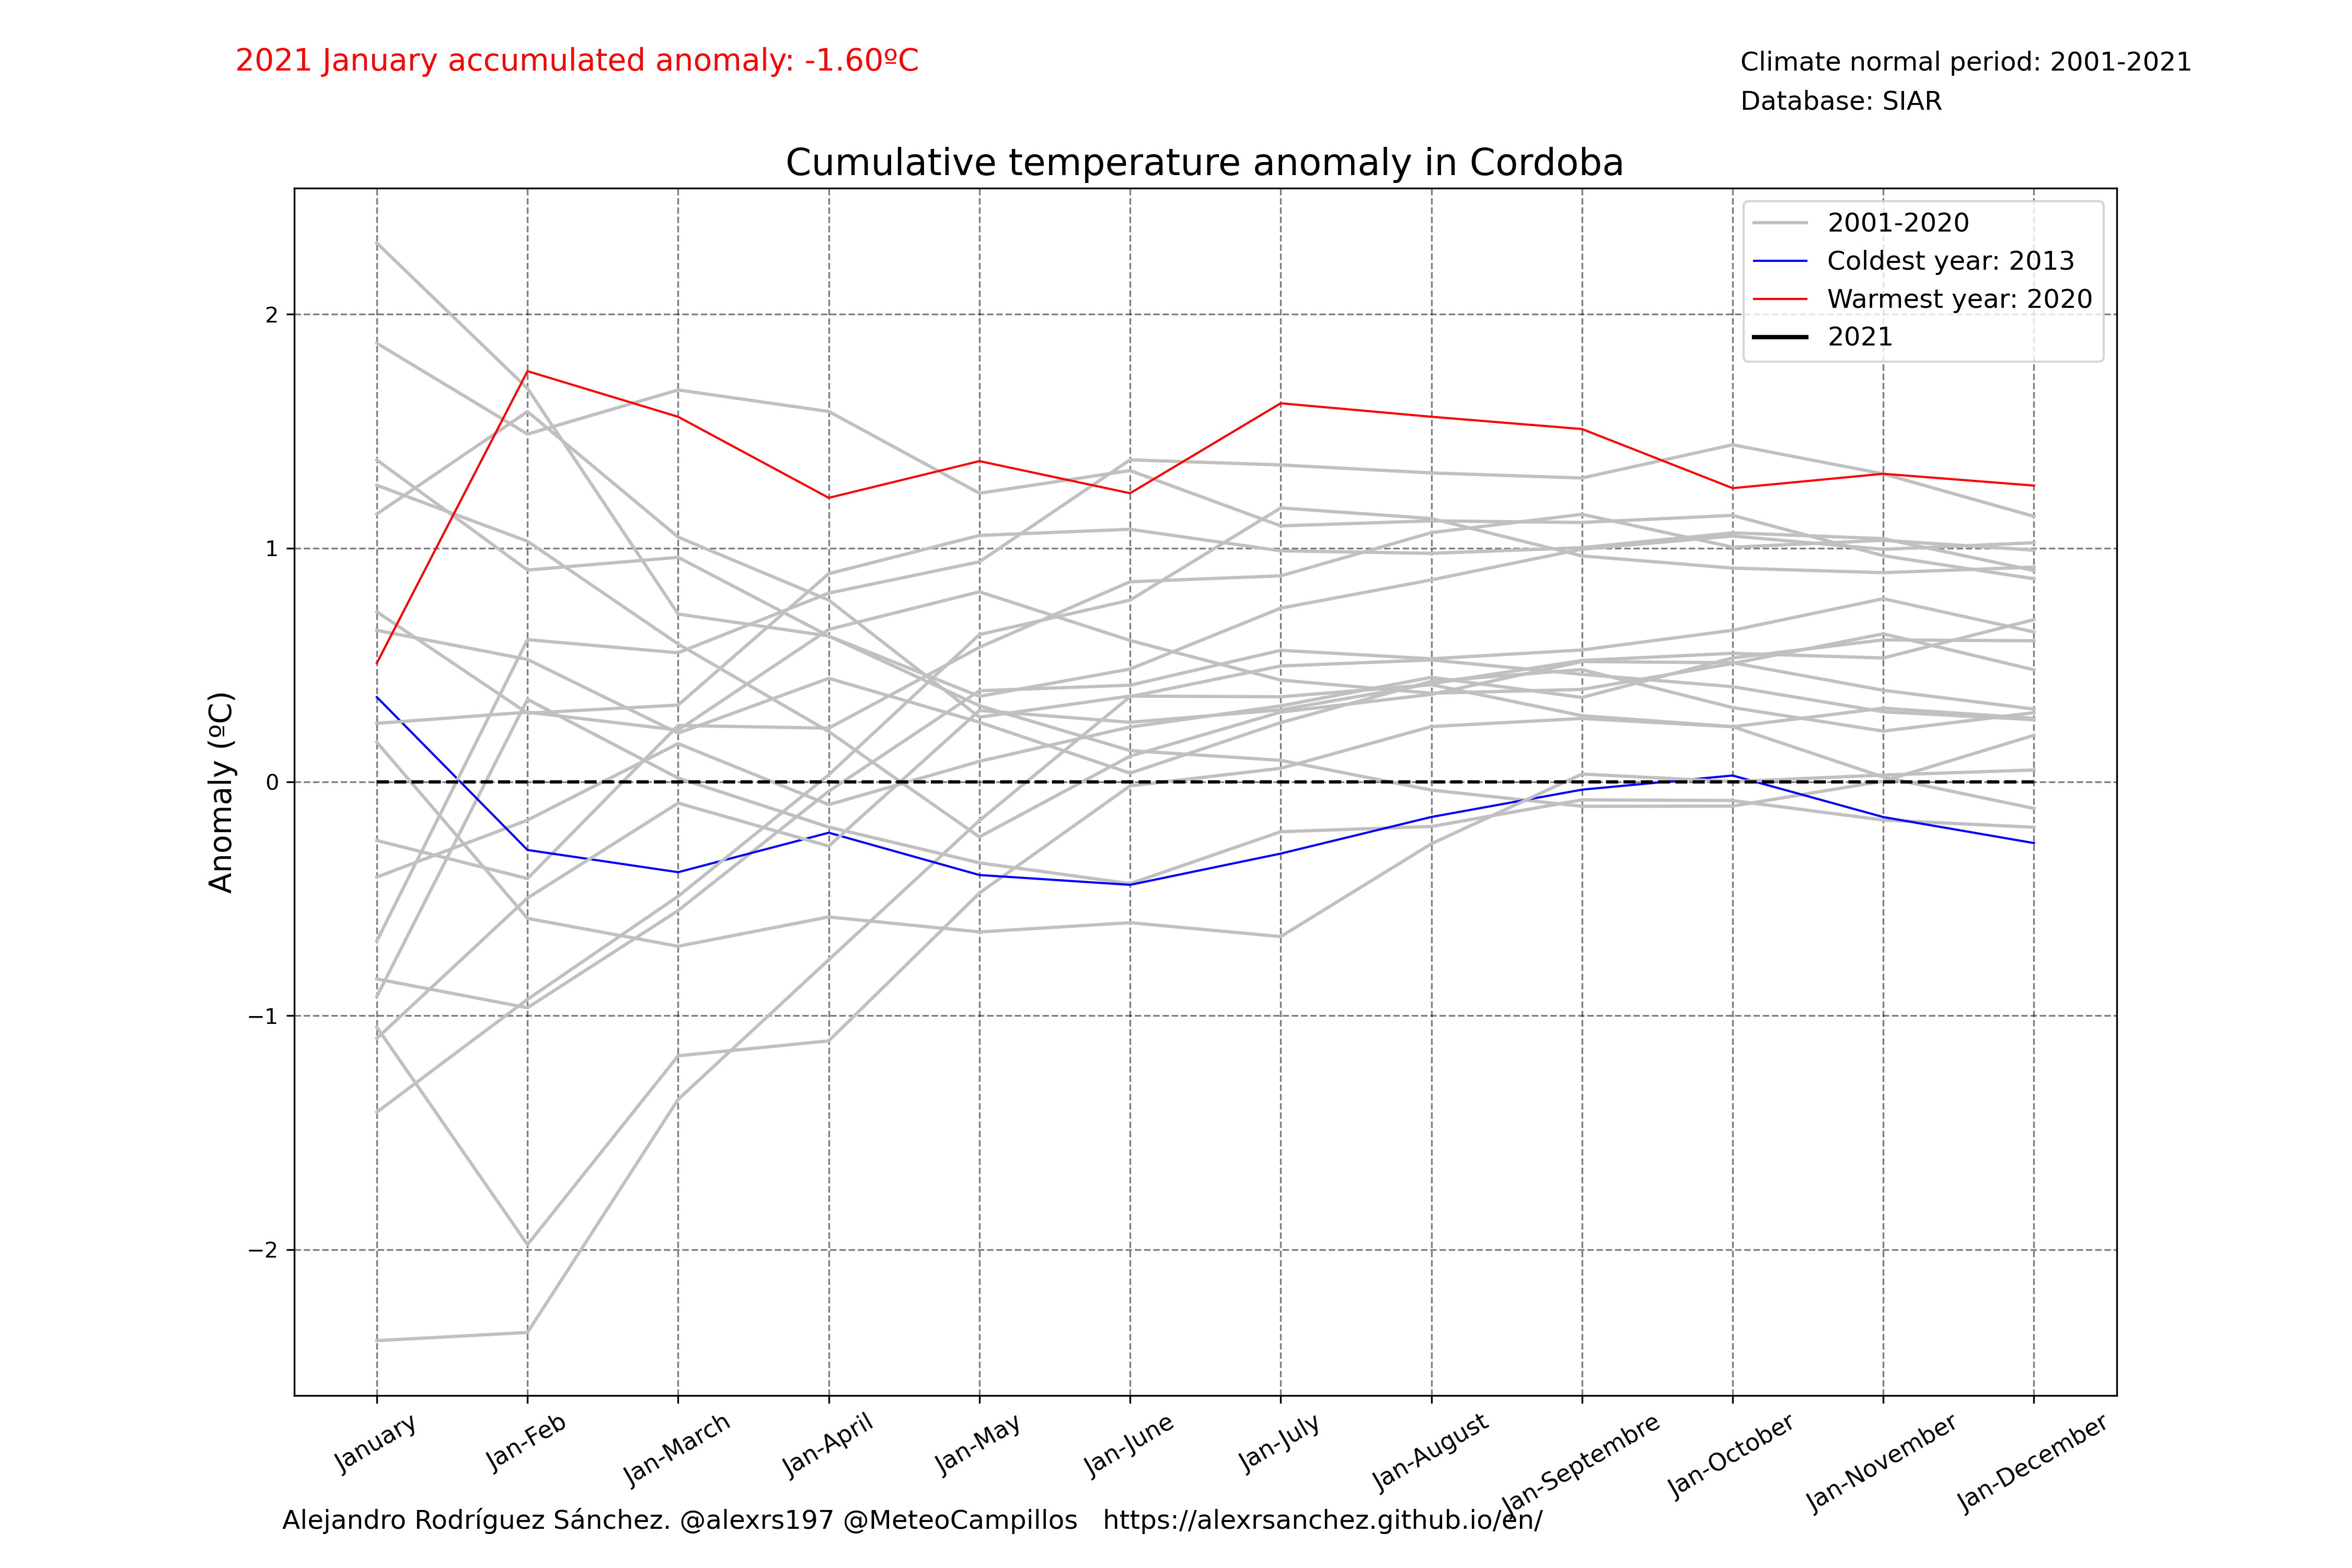 2021 January accumulated anomaly: -1.60ºC
Climate normal period: 2001-2021
Database: SIAR
Cumulative temperature anomaly in Cordoba
2001-2020
Coldest year: 2013
Warmest year: 2020
2021
Anomaly (ºC)
2
1
0
−1
−2
January
Jan-Feb
Jan-March
Jan-April
Jan-May
Jan-June
Jan-July
Jan-August
Jan-Septembre
Jan-October
Jan-November
Jan-December
Alejandro Rodríguez Sánchez. @alexrs197 @MeteoCampillos   https://alexrsanchez.github.io/en/